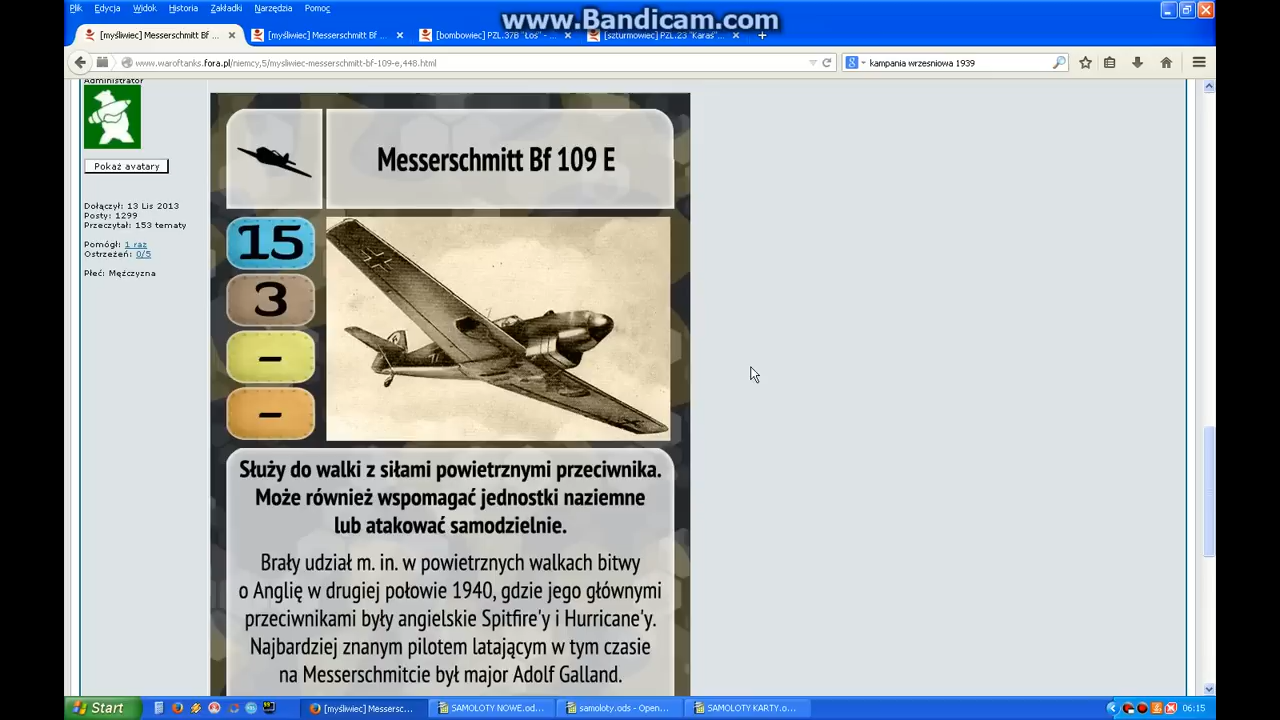 www.Bandicam.com
Plik Edycja Widok Historia Zakładki Narzędzia Pomoc
[myśliwiec] Messerschmitt Bf ... [myśliwiec] Messerschmitt Bf ... [bombowiec] PZL.37B "Łoś" - ... [szturmowiec] PZL.23 "Karaś"...
www.waroftanks.fora.pl/niemcy,5/mysliwiec-messerschmitt-bf-109-e,448.html
kampania wrzesniowa 1939
Administrator
Pokaż avatary
Dołączył: 13 Lis 2013
Posty: 1299
Przeczytał: 153 tematy
Pomógł: 1 raz
Ostrzeżeń: 0/5
Płeć: Mężczyzna
Messerschmitt Bf 109 E
15
3
-
-
Służy do walki z siłami powietrznymi przeciwnika.
Może również wspomagać jednostki naziemne
lub atakować samodzielnie.
Brały udział m. in. w powietrznych walkach bitwy
o Anglię w drugiej połowie 1940, gdzie jego głównymi
przeciwnikami były angielskie Spitfire'y i Hurricane'y.
Najbardziej znanym pilotem latającym w tym czasie
na Messerschmitcie był major Adolf Galland.
Start
[myśliwiec] Messersc... SAMOLOTY NOWE.od... samoloty.ods - Open... SAMOLOTY KARTY.o...
06:15